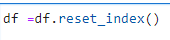 df =df.reset_index()